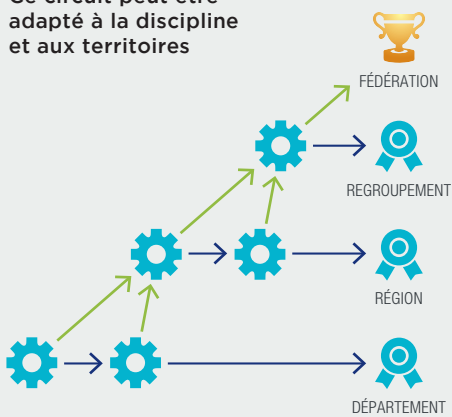 Ce circuit peut être
adapté à la discipline
et aux territoires
FÉDÉRATION
REGROUPEMENT
RÉGION
DÉPARTEMENT